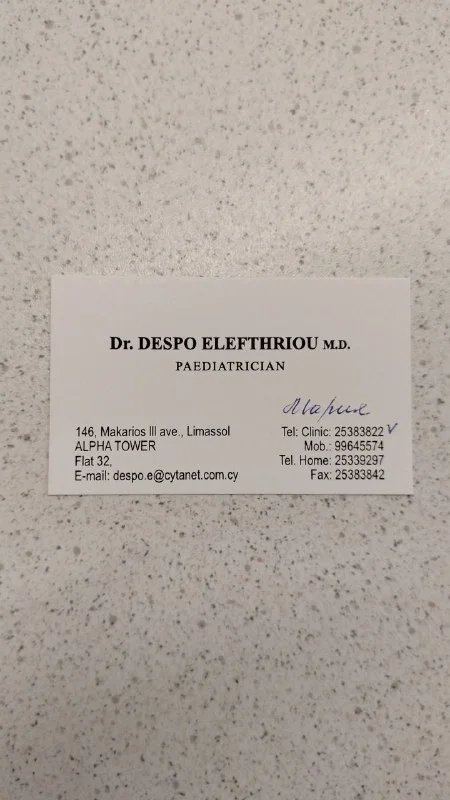 Dr. DESPO ELEFTHRIOU M.D.
PAEDIATRICIAN
Мария
146, Makarios III ave., Limassol
ALPHA TOWER
Flat 32,
E-mail: despo.e@cytanet.com.cy
Tel: Clinic: 25383822 v
Mob.: 99645574
Tel. Home: 25339297
Fax: 25383842